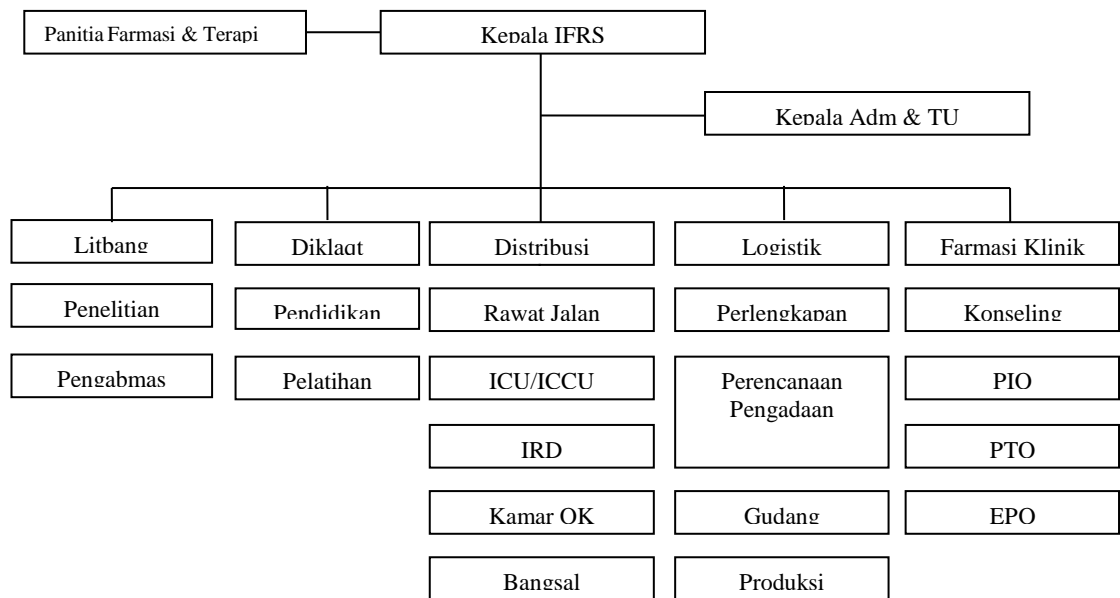 Panitia Farmasi & Terapi
Kepala IFRS
Kepala Adm & TU
Litbang
Diklat
Distribusi
Logistik
Farmasi Klinik
Penelitian
Pendidikan
Rawat Jalan
Perlengkapan
Konseling
Pengabmas
Pelatihan
ICU/ICCU
Perencanaan
Pengadaan
PIO
IRD
PTO
Kamar OK
Gudang
EPO
Bangsal
Produksi